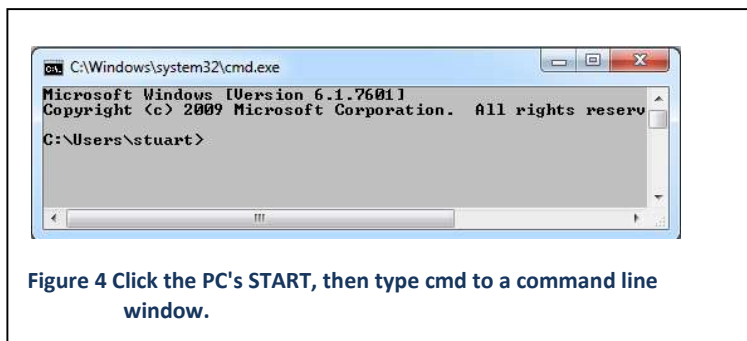 C:\Windows\system32\cmd.exe
Microsoft Windows [Version 6.1.7601]
Copyright (c) 2009 Microsoft Corporation. All rights reserv
C:\Users\stuart>
Figure 4 Click the PC's START, then type cmd to a command line
window.